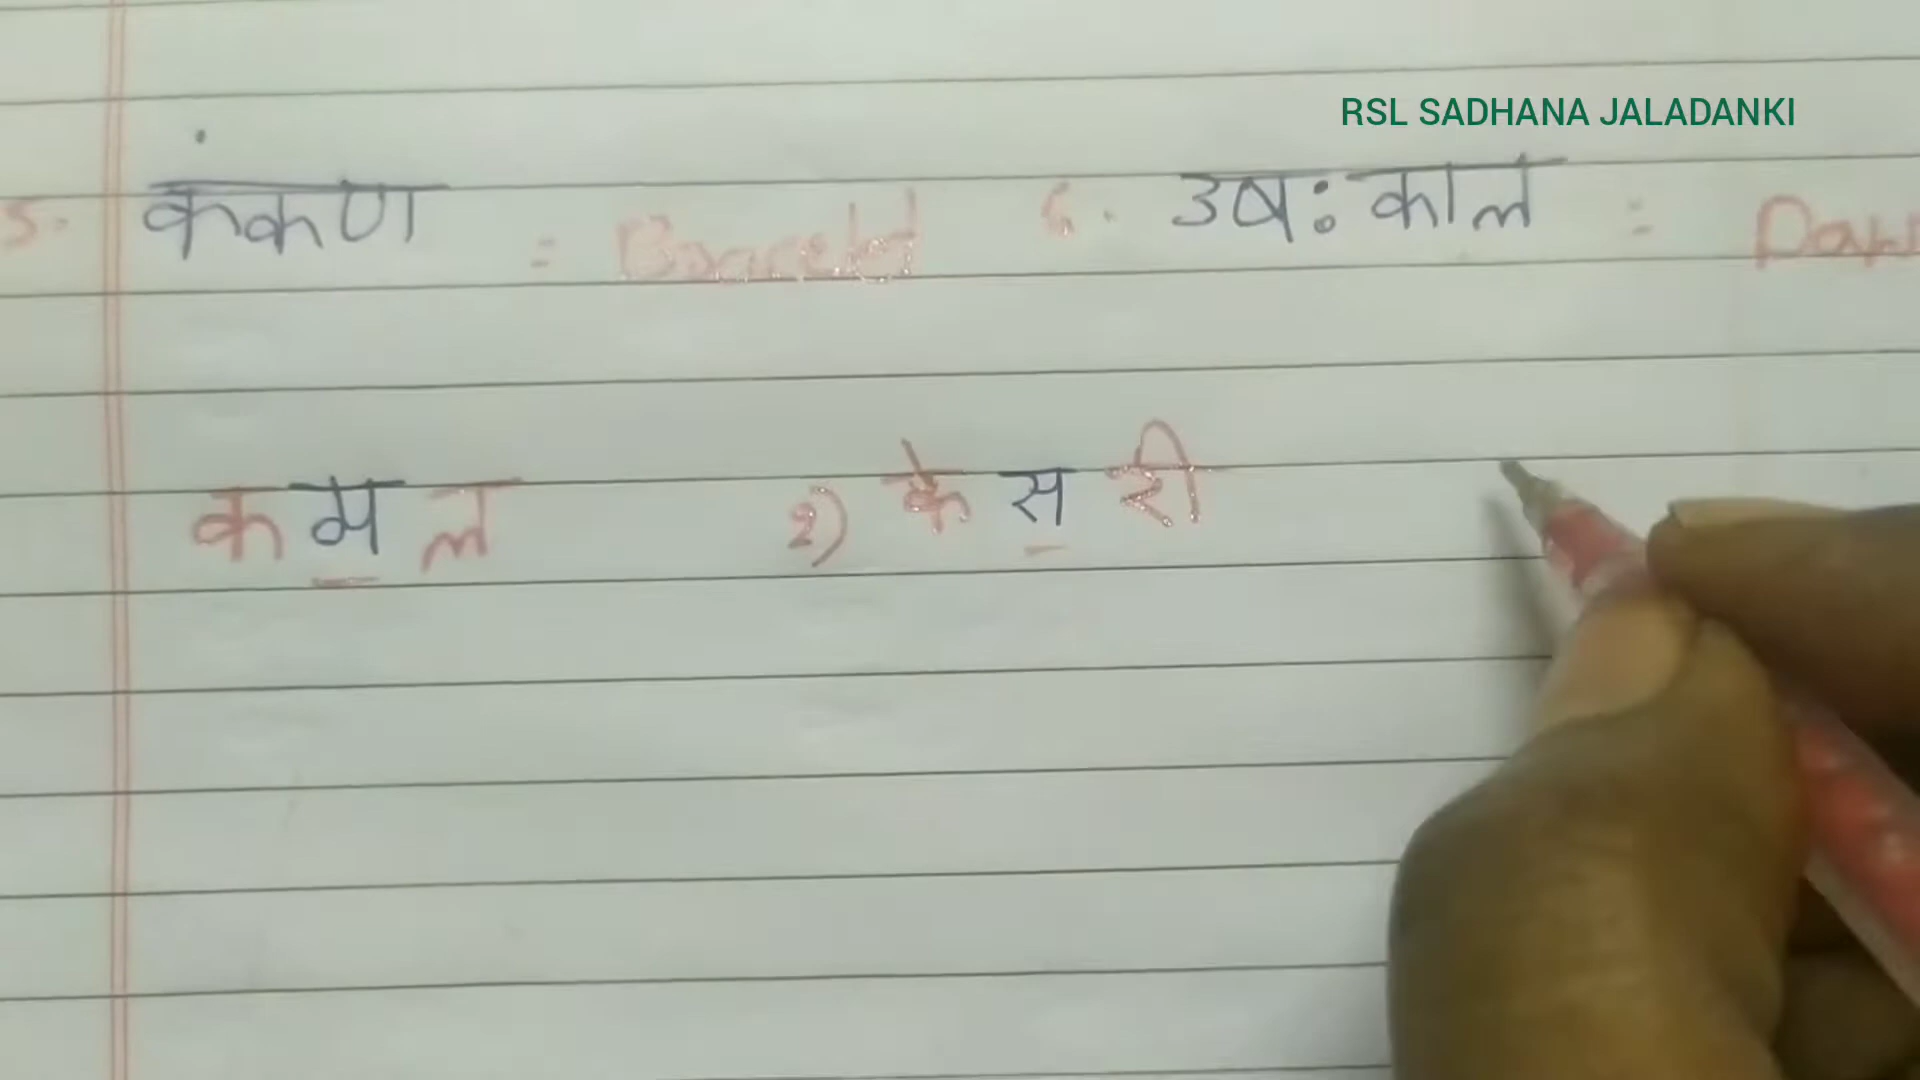 RSL SADHANA JALADANKI
5. कंकण = Bracelet 6. उषःकाल =
कमल 2) केसरी